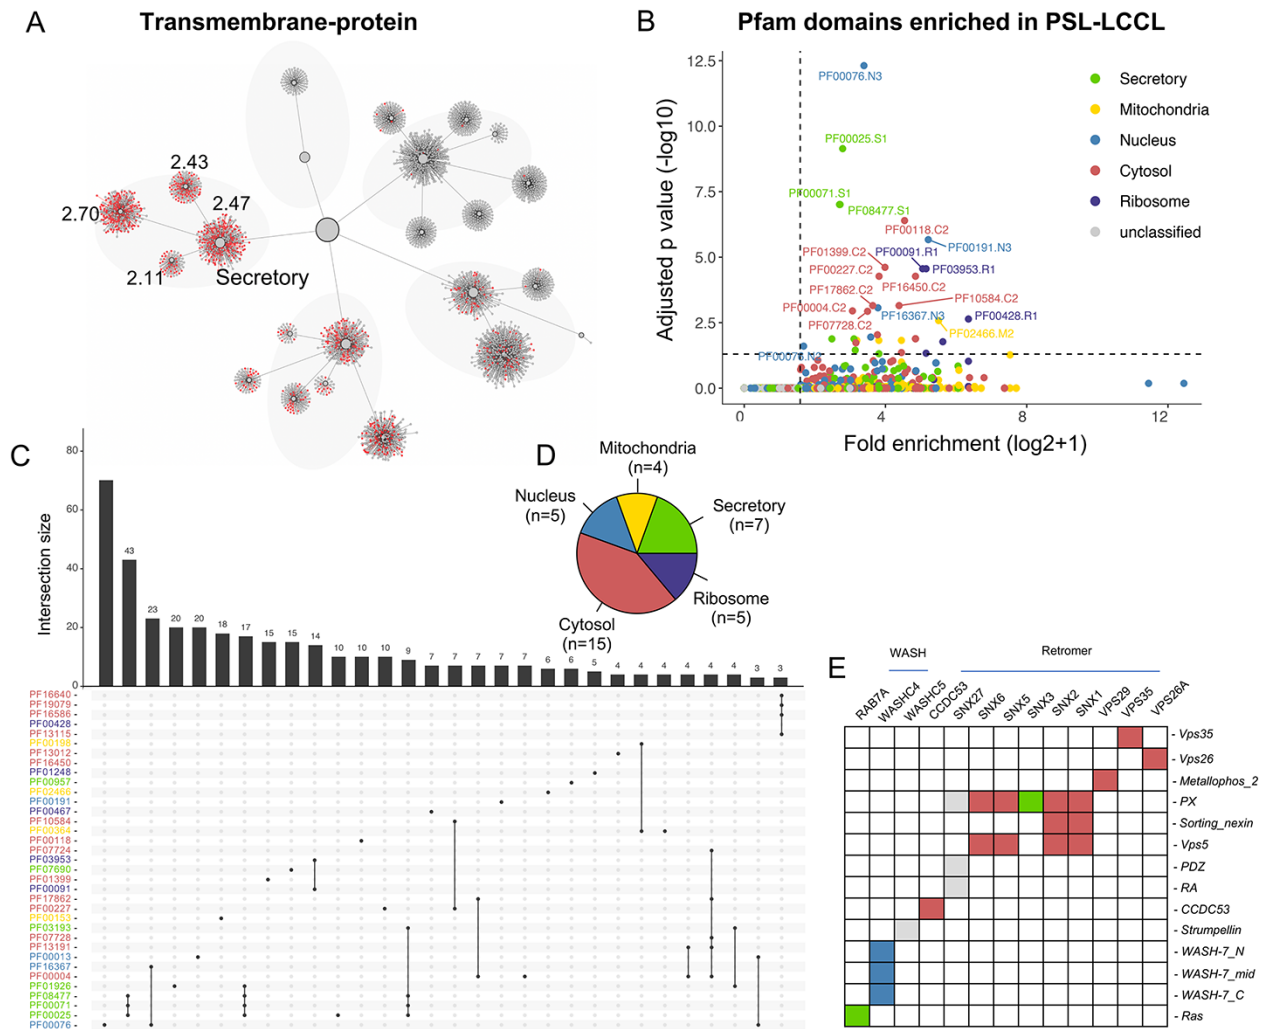 A
Transmembrane-protein
2.43
2.47
2.70
2.11
Secretory
B
Pfam domains enriched in PSL-LCCL
Adjusted p value (-log10)
12.5
10.0
7.5
5.0
2.5
0.0
PF00076.N3
PF00025.S1
PF00071.S1
PF08477.S1
PF00118.C2
PF00191.N3
PF01399.C2
PF00091.R1
PF00227.C2
PF03953.R1
PF16450.C2
PF17862.C2
PF10584.C2
PF00004.C2
PF16367.N3
PF00428.R1
PF07728.C2
PF02466.M2
0
4
8
12
Fold enrichment (log2+1)
Secretory
Mitochondria
Nucleus
Cytosol
Ribosome
unclassified
C
Intersection size
80
60
40
20
0
43
23
20
20
18
17
15
15
14
10
10
10
9
7
7
7
7
7
6
6
5
4
4
4
4
4
4
3
3
PF16640
PF19079
PF16586
PF00428
PF13115
PF00198
PF13012
PF16450
PF01248
PF00957
PF02466
PF00191
PF00467
PF10584
PF00364
PF00118
PF07724
PF03953
PF07690
PF01399
PF00091
PF17862
PF00227
PF00153
PF03193
PF07728
PF13191
PF00013
PF16367
PF00004
PF01926
PF08477
PF00071
PF00025
PF00076
D
Mitochondria
(n=4)
Nucleus
(n=5)
Secretory
(n=7)
Ribosome
(n=5)
Cytosol
(n=15)
E
WASH
Retromer
RAB7A
WASHC4
WASHC5
CCDC53
SNX27
SNX6
SNX5
SNX3
SNX2
SNX1
VPS29
VPS35
VPS26A
- Vps35
- Vps26
- Metallophos_2
- PX
- Sorting_nexin
- Vps5
- PDZ
- RA
- CCDC53
- Strumpellin
- WASH-7_N
- WASH-7_mid
- WASH-7_C
- Ras